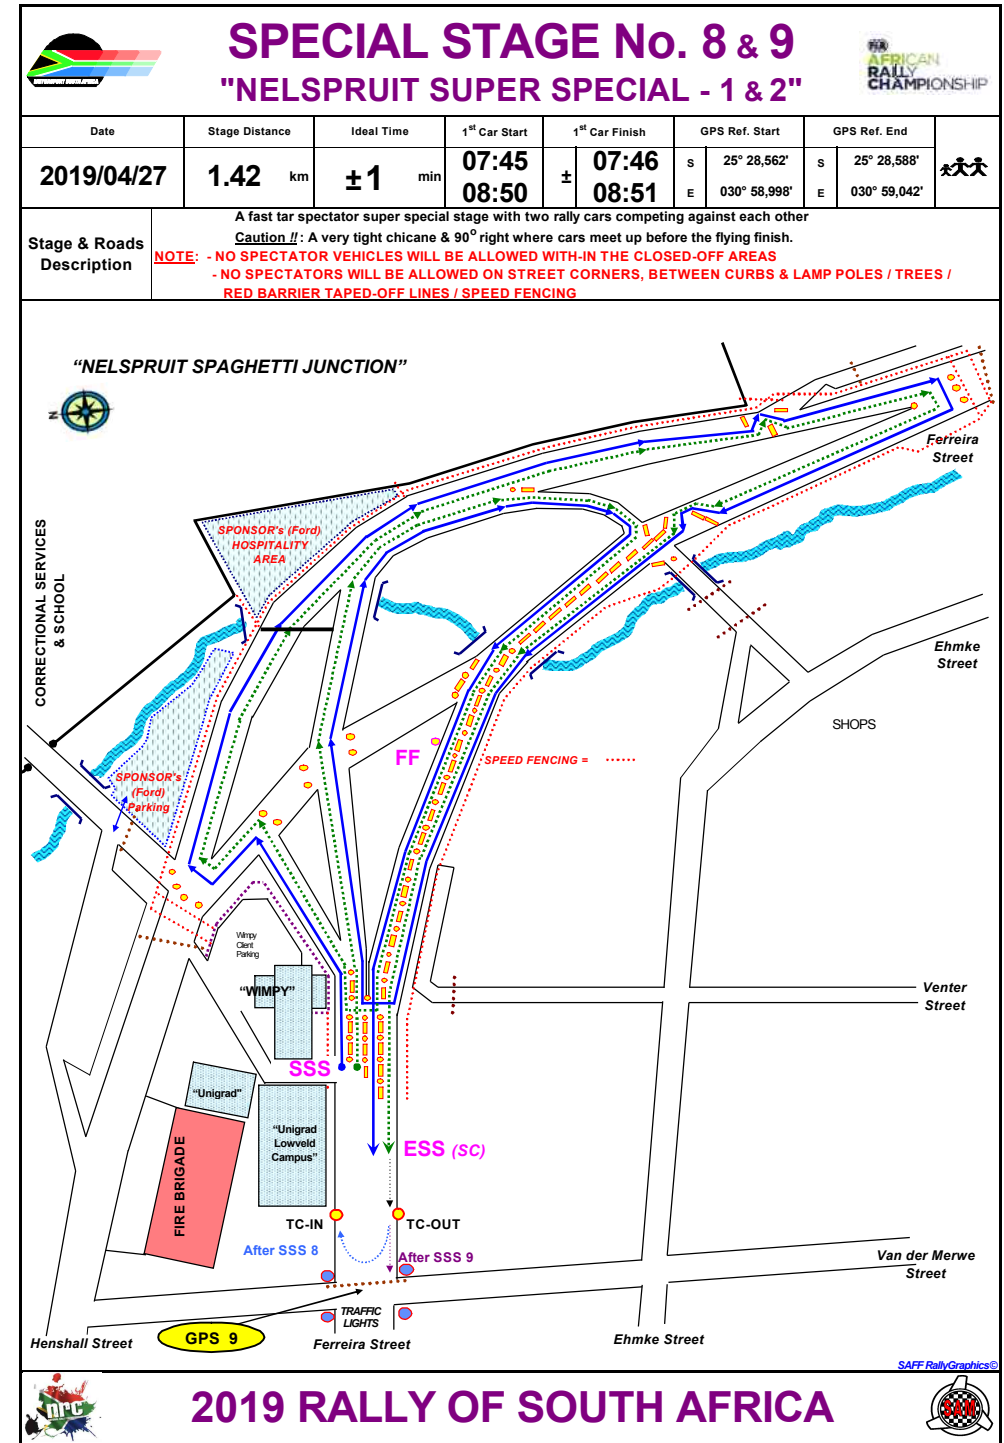 SPECIAL STAGE No. 8 & 9
"NELSPRUIT SUPER SPECIAL - 1 & 2"
FIA
AFRICAN
RALLY
CHAMPIONSHIP
Date
Stage Distance
Ideal Time
1st Car Start
1st Car Finish
GPS Ref. Start
GPS Ref. End
2019/04/27
1.42 km
±1 min
07:45
08:50
±
07:46
08:51
S 25° 28,562'
E 030° 58,998'
S 25° 28,588'
E 030° 59,042'
Stage & Roads
Description
A fast tar spectator super special stage with two rally cars competing against each other
Caution !! : A very tight chicane & 90° right where cars meet up before the flying finish.
NOTE: - NO SPECTATOR VEHICLES WILL BE ALLOWED WITH-IN THE CLOSED-OFF AREAS
- NO SPECTATORS WILL BE ALLOWED ON STREET CORNERS, BETWEEN CURBS & LAMP POLES / TREES /
RED BARRIER TAPED-OFF LINES / SPEED FENCING
“NELSPRUIT SPAGHETTI JUNCTION”
N
Ferreira
Street
SPONSOR's (Ford)
HOSPITALITY
AREA
CORRECTIONAL SERVICES
& SCHOOL
Ehmke
Street
SHOPS
FF
SPEED FENCING =
SPONSOR's
(Ford)
Parking
Wimpy
Client
Parking
“WIMPY”
Venter
Street
SSS
“Unigrad”
“Unigrad
Lowveld
Campus”
FIRE BRIGADE
ESS (SC)
TC-IN
TC-OUT
After SSS 8
After SSS 9
Van der Merwe
Street
TRAFFIC
LIGHTS
GPS 9
Henshall Street
Ferreira Street
Ehmke Street
SAFF RallyGraphics©
nrc
2019 RALLY OF SOUTH AFRICA
SAM